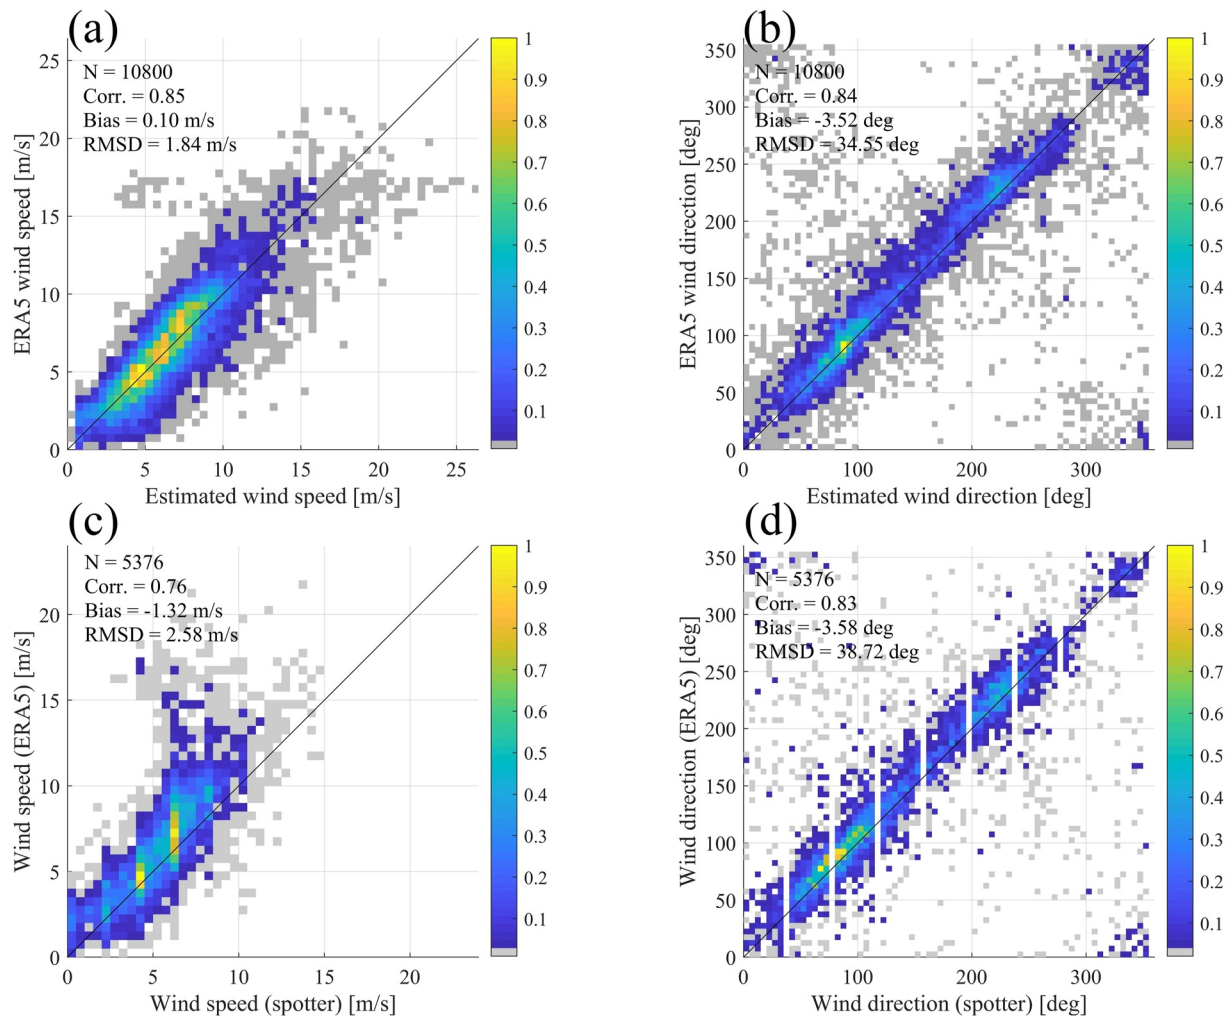 (a)
N = 10800
Corr. = 0.85
Bias = 0.10 m/s
RMSD = 1.84 m/s
ERA5 wind speed [m/s]
25
20
15
10
5
0
0 5 10 15 20 25
Estimated wind speed [m/s]
1
0.9
0.8
0.7
0.6
0.5
0.4
0.3
0.2
0.1
(b)
N = 10800
Corr. = 0.84
Bias = -3.52 deg
RMSD = 34.55 deg
ERA5 wind direction [deg]
350
300
250
200
150
100
50
0
0 100 200 300
Estimated wind direction [deg]
1
0.9
0.8
0.7
0.6
0.5
0.4
0.3
0.2
0.1
(c)
N = 5376
Corr. = 0.76
Bias = -1.32 m/s
RMSD = 2.58 m/s
Wind speed (ERA5) [m/s]
20
15
10
5
0
0 5 10 15 20
Wind speed (spotter) [m/s]
1
0.9
0.8
0.7
0.6
0.5
0.4
0.3
0.2
0.1
(d)
N = 5376
Corr. = 0.83
Bias = -3.58 deg
RMSD = 38.72 deg
Wind direction (ERA5) [deg]
350
300
250
200
150
100
50
0
0 100 200 300
Wind direction (spotter) [deg]
1
0.9
0.8
0.7
0.6
0.5
0.4
0.3
0.2
0.1